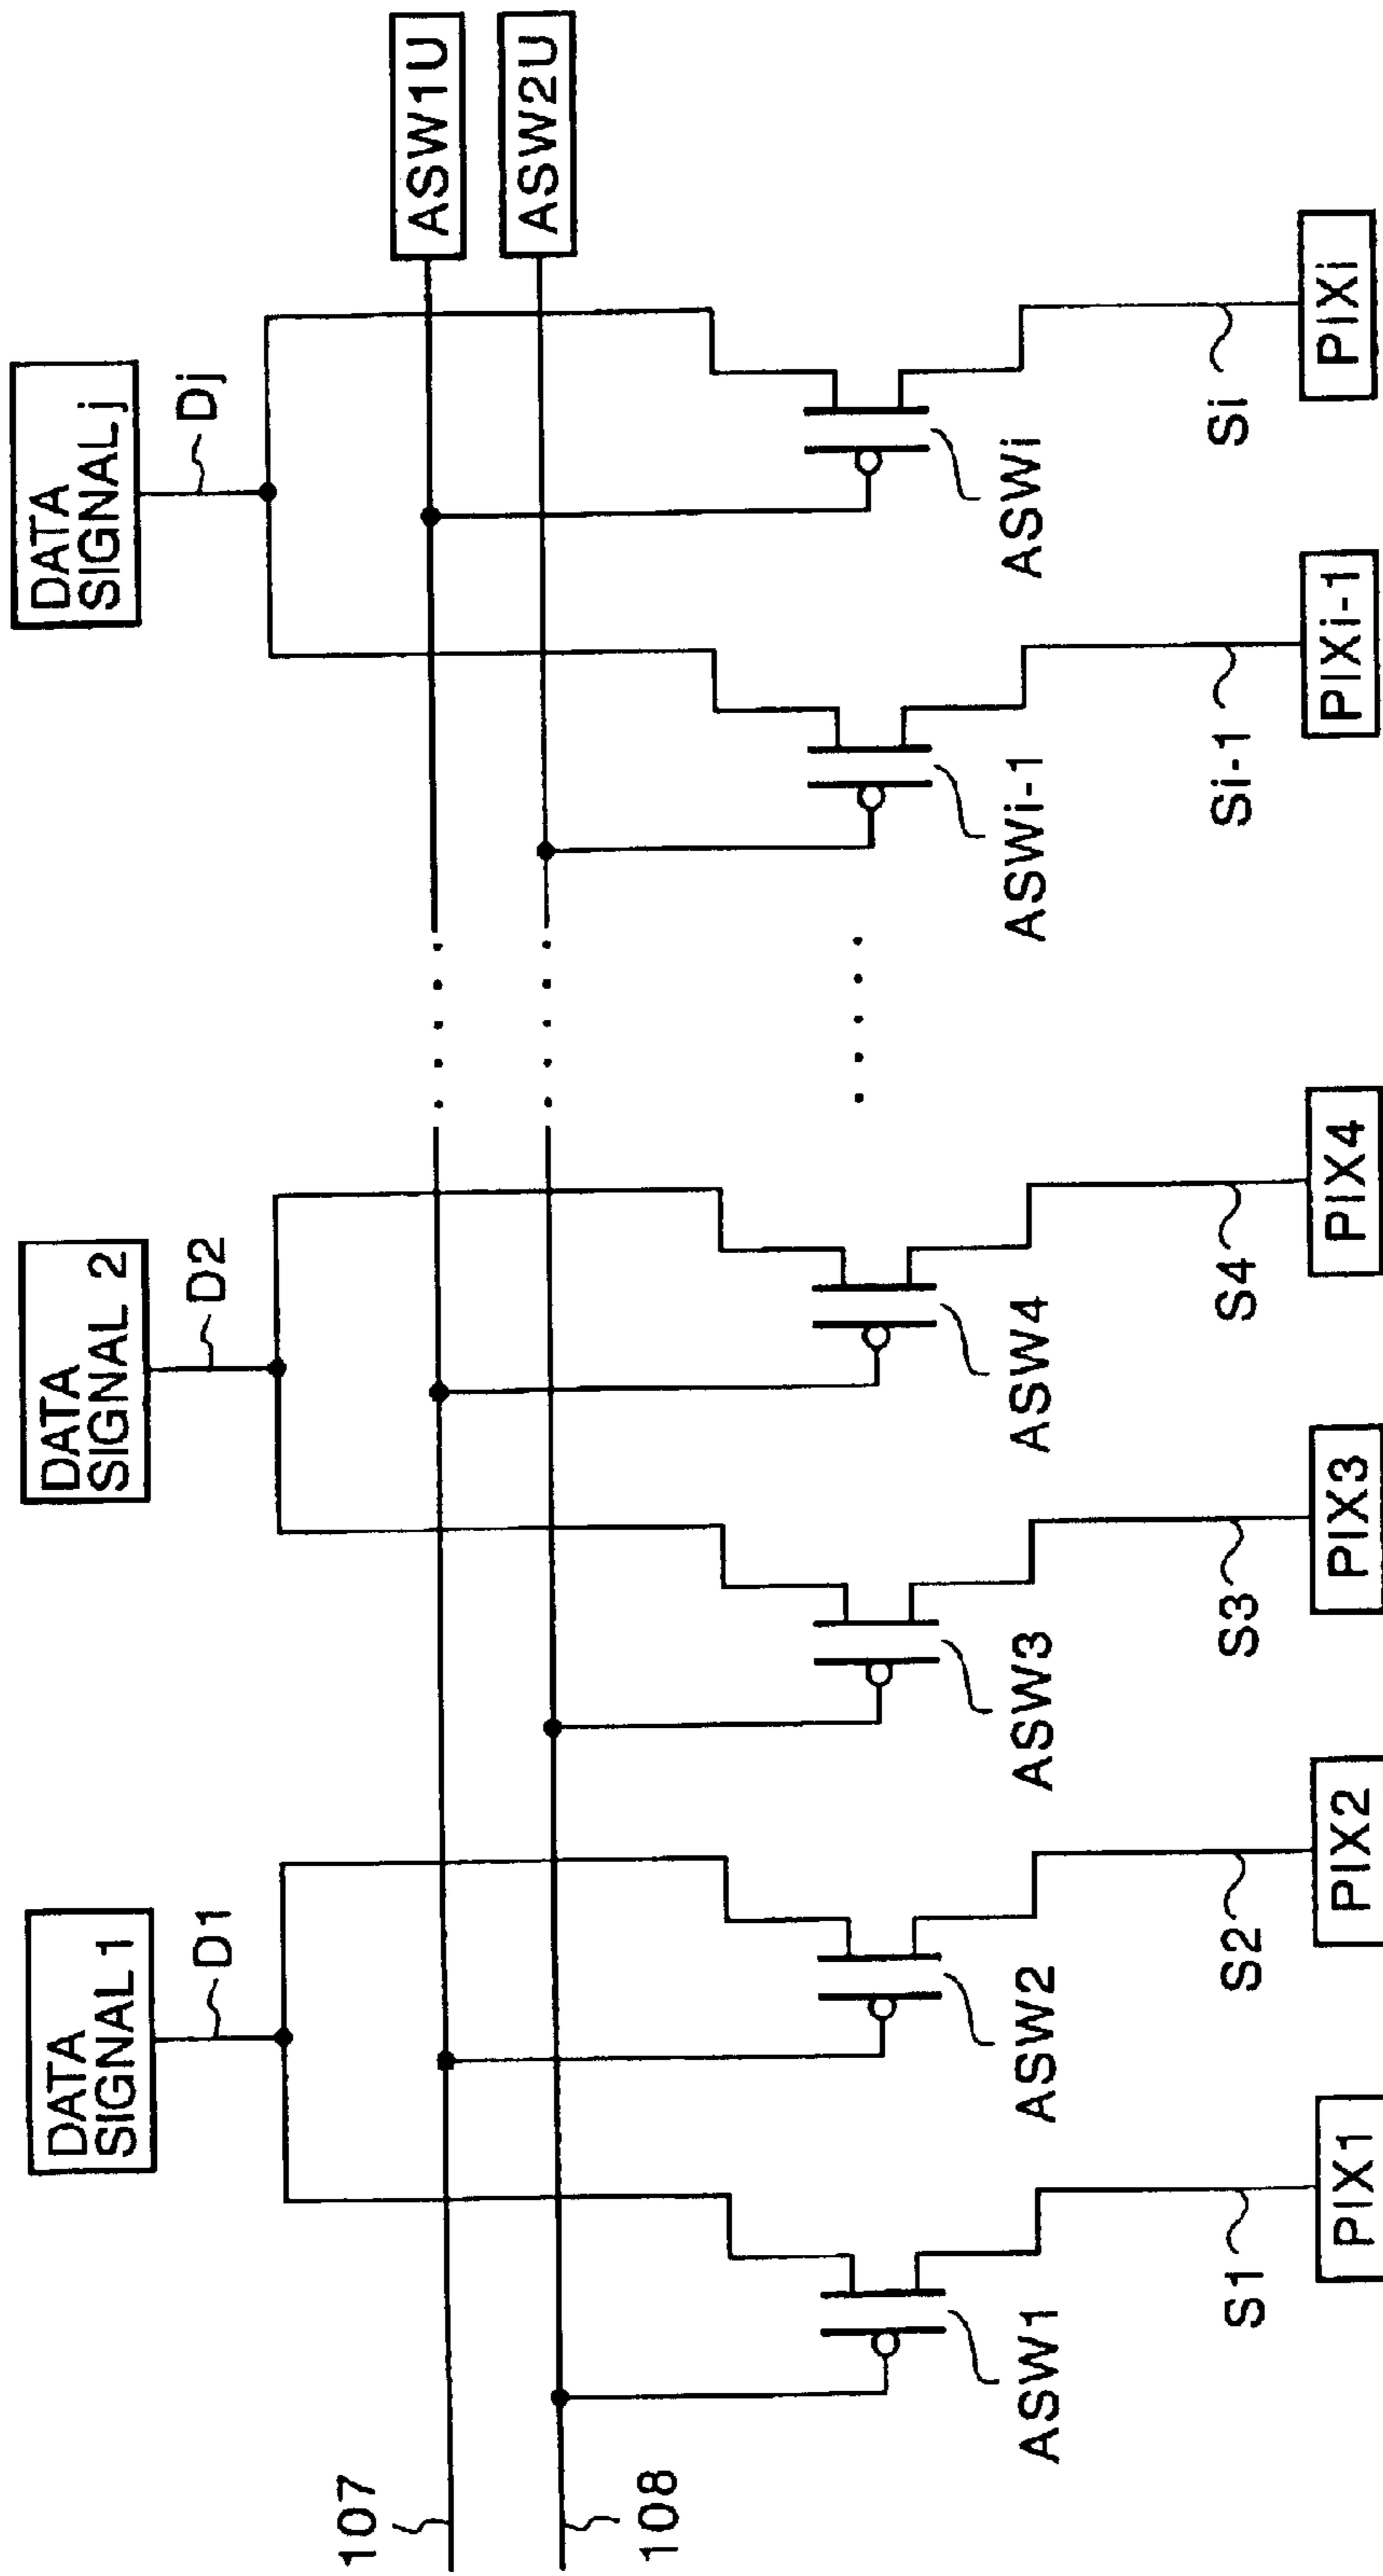 DATA
SIGNAL 1
D1
DATA
SIGNAL 2
D2
DATA
SIGNAL j
Dj
107
ASW1U
108
ASW2U
ASW1
ASW2
ASW3
ASW4
ASWi-1
ASWi
S1
S2
S3
S4
Si-1
Si
PIX1
PIX2
PIX3
PIX4
PIXi-1
PIXi